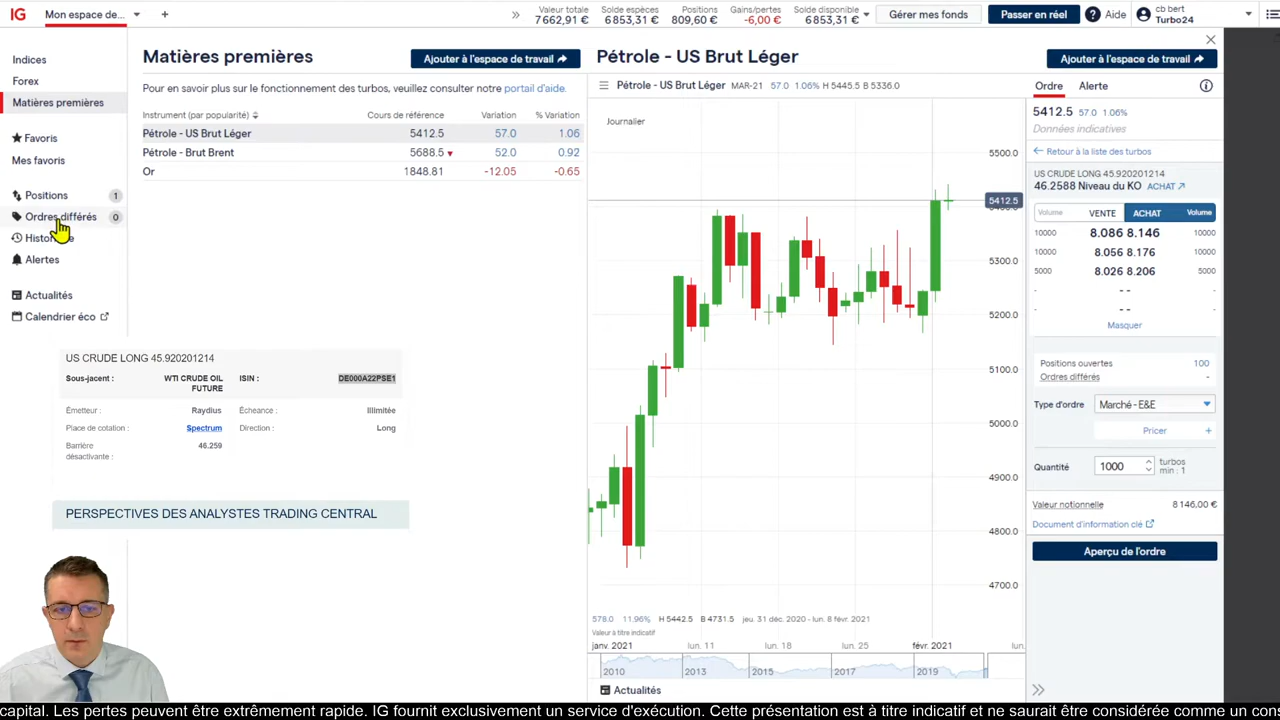 IG Mon espace de... +
Valeur totale 7 662,91 € Solde espèces 6 853,31 € Positions 809,60 € Gains/pertes -6,00 € Solde disponible 6 853,31 € Gérer mes fonds Passer en réel Aide cb bert Turbo24
Indices
Forex
Matières premières
Favoris
Mes favoris
Positions 1
Ordres différés 0
Alertes
Actualités
Calendrier éco
Matières premières
Ajouter à l'espace de travail
Pour en savoir plus sur le fonctionnement des turbos, veuillez consulter notre portail d'aide.
Instrument (par popularité) Cours de référence Variation % Variation
Pétrole - US Brut Léger 5412.5 57.0 1.06
Pétrole - Brut Brent 5688.5 52.0 0.92
Or 1848.81 -12.05 -0.65
US CRUDE LONG 45.920201214
Sous-jacent : WTI CRUDE OIL FUTURE ISIN : DE000A22PSE1
Émetteur : Raydius Écheance : Illimitée
Place de cotation : Spectrum Direction : Long
Barrière désactivante : 46.259
PERSPECTIVES DES ANALYSTES TRADING CENTRAL
Pétrole - US Brut Léger
Ajouter à l'espace de travail
Pétrole - US Brut Léger MAR-21 57.0 1.06% H 5445.5 B 5336.0
Journalier
5500.0
5412.5
5300.0
5200.0
5100.0
5000.0
4900.0
4800.0
4700.0
579.0 11.96% H 5442.5 B 4731.5 jeu. 31 déc. 2020 - lun. 8 févr. 2021
Valeur à titre indicatif
janv. 2021 lun. 11 lun. 18 lun. 25 févr. 2021 lun.
2010 2013 2015 2017 2019
Actualités
Ordre Alerte
5412.5 57.0 1.06%
Données indicatives
Retour à la liste des turbos
US CRUDE LONG 45.920201214
46.2588 Niveau du KO ACHAT
Volume VENTE ACHAT Volume
10000 8.086 8.146 10000
10000 8.056 8.176 10000
5000 8.026 8.206 5000
- - - -
- - - -
Masquer
Positions ouvertes 100
Ordres différés -
Type d'ordre Marché - E&E
Pricer +
Quantité 1000 turbos min : 1
Valeur notionnelle 8 146,00 €
Document d'information clé
Aperçu de l'ordre
capital. Les pertes peuvent être extrêmement rapide. IG fournit exclusivement un service d'exécution. Cette présentation est à titre indicatif et ne saurait être considérée comme un con